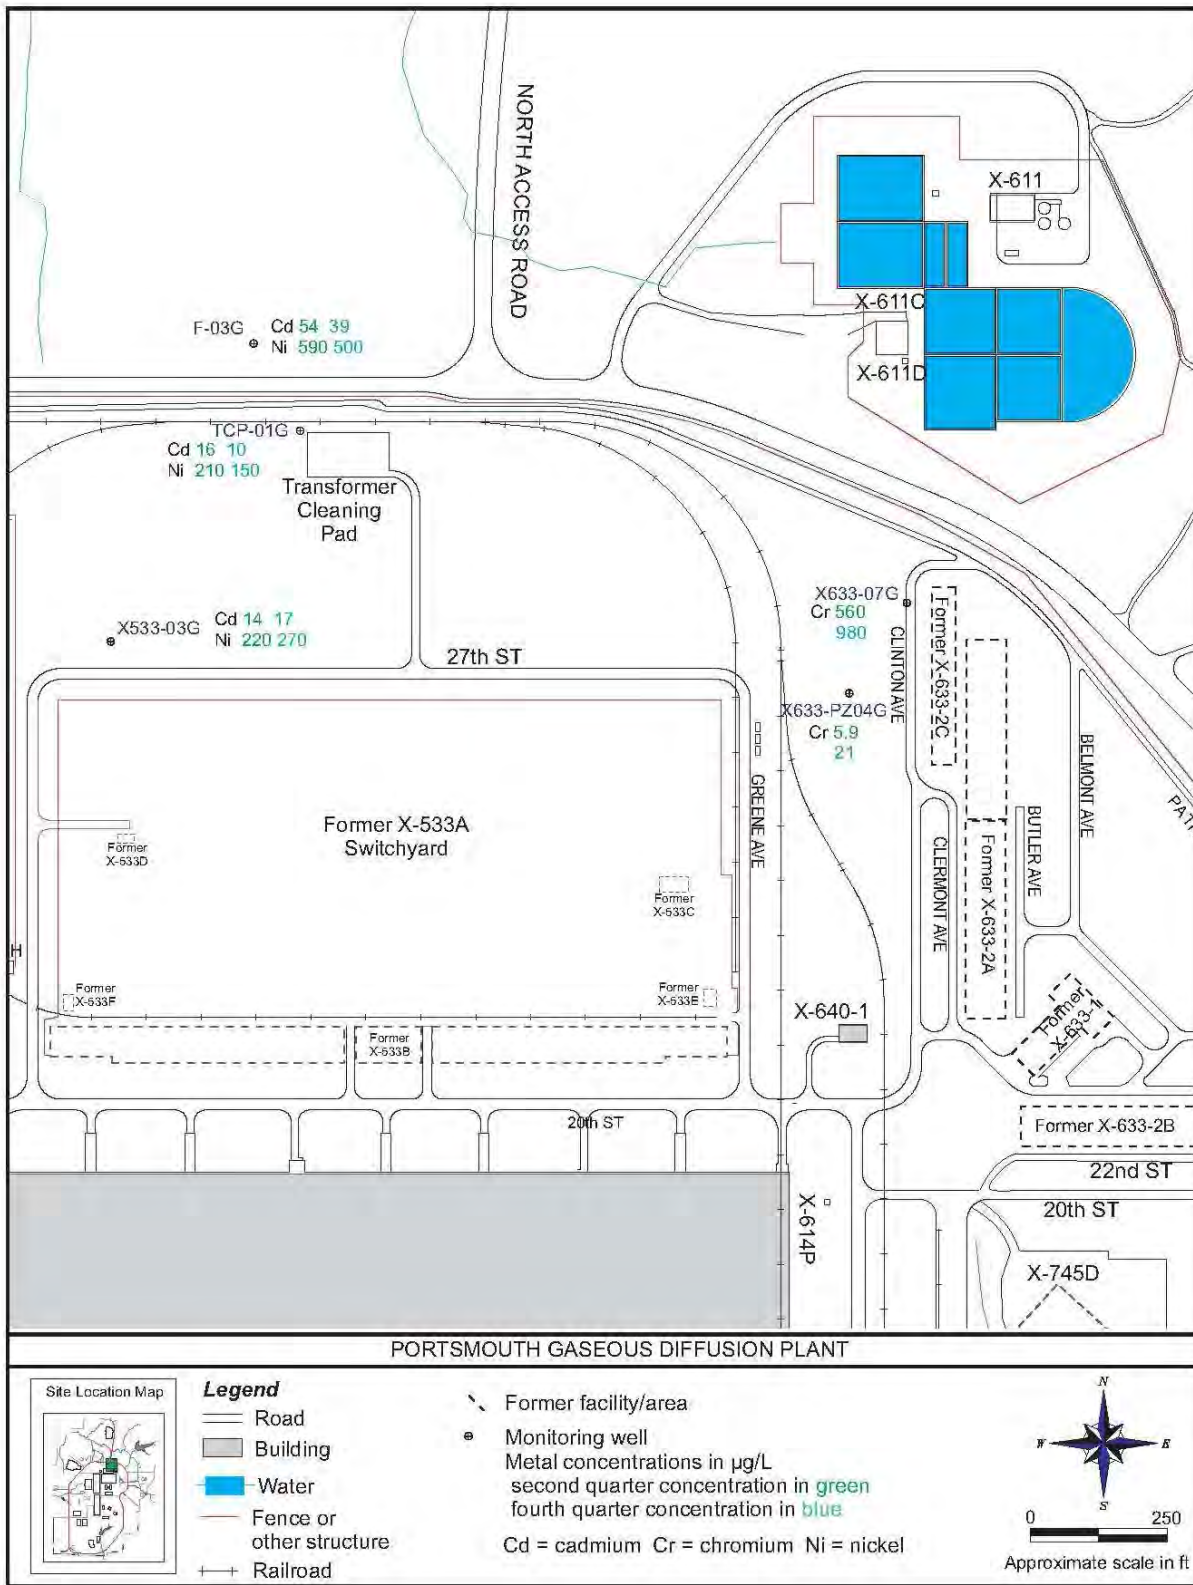 NORTH ACCESS ROAD
X-611
X-611C
X-611D
F-03G
Cd 54 39
Ni 590 500
TCP-01G
Cd 16 10
Ni 210 150
Transformer
Cleaning
Pad
X533-03G
Cd 14 17
Ni 220 270
27th ST
X633-07G
Cr 560
980
X633-PZ04G
Cr 5.9
21
CLINTON AVE
Former X-633-2C
GREENE AVE
BELMONT AVE
CLERMONT AVE
Former X-633-2A
BUTLER AVE
Former X-533A
Switchyard
Former
X-533D
Former
X-533C
Former
X-533F
Former
X-533E
Former
X-533B
H
X-640-1
Former
X-633-1
Former X-633-2B
20th ST
22nd ST
20th ST
X-614P
X-745D
PORTSMOUTH GASEOUS DIFFUSION PLANT
Site Location Map
Legend
Road
Building
Water
Fence or
other structure
Railroad
Former facility/area
Monitoring well
Metal concentrations in µg/L
second quarter concentration in green
fourth quarter concentration in blue
Cd = cadmium Cr = chromium Ni = nickel
N
W E
S
0 250
Approximate scale in ft